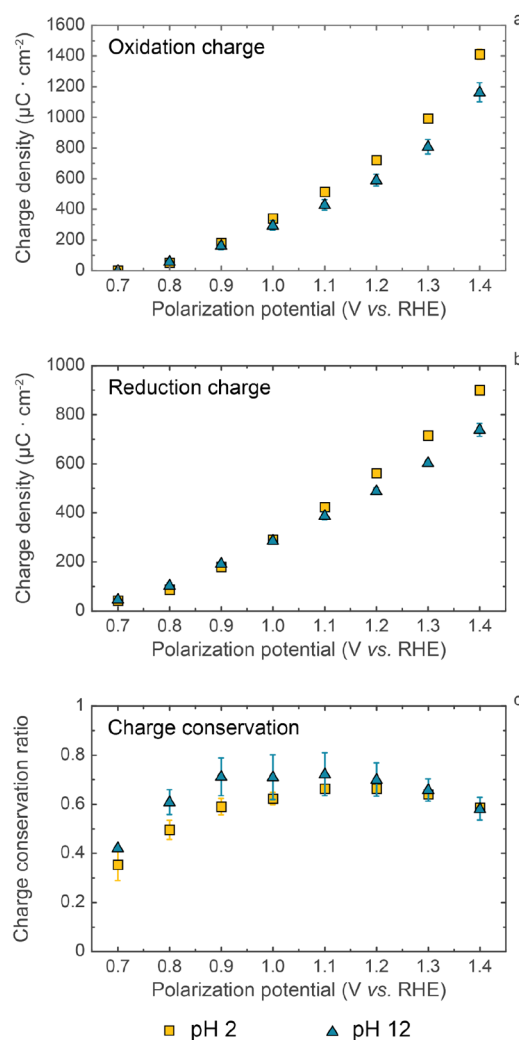 a
Oxidation charge
Charge density (µC · cm⁻²)
1600
1400
1200
1000
800
600
400
200
0
0.7 0.8 0.9 1.0 1.1 1.2 1.3 1.4
Polarization potential (V vs. RHE)
b
Reduction charge
Charge density (µC · cm⁻²)
1000
800
600
400
200
0
0.7 0.8 0.9 1.0 1.1 1.2 1.3 1.4
Polarization potential (V vs. RHE)
Charge conservation
Charge conservation ratio
1
0.8
0.6
0.4
0.2
0
0.7 0.8 0.9 1.0 1.1 1.2 1.3 1.4
Polarization potential (V vs. RHE)
pH 2 pH 12